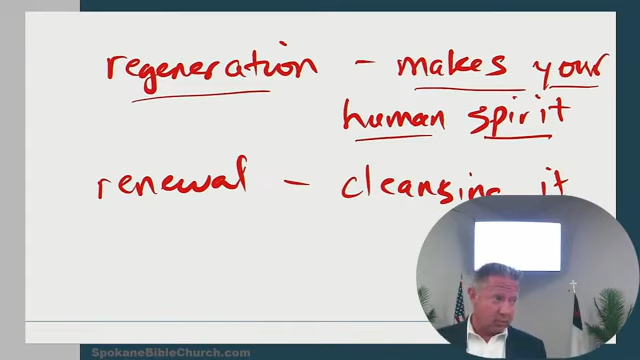 regeneration - makes your
human spirit
renewal - cleansing it
SpokaneBibleChurch.com